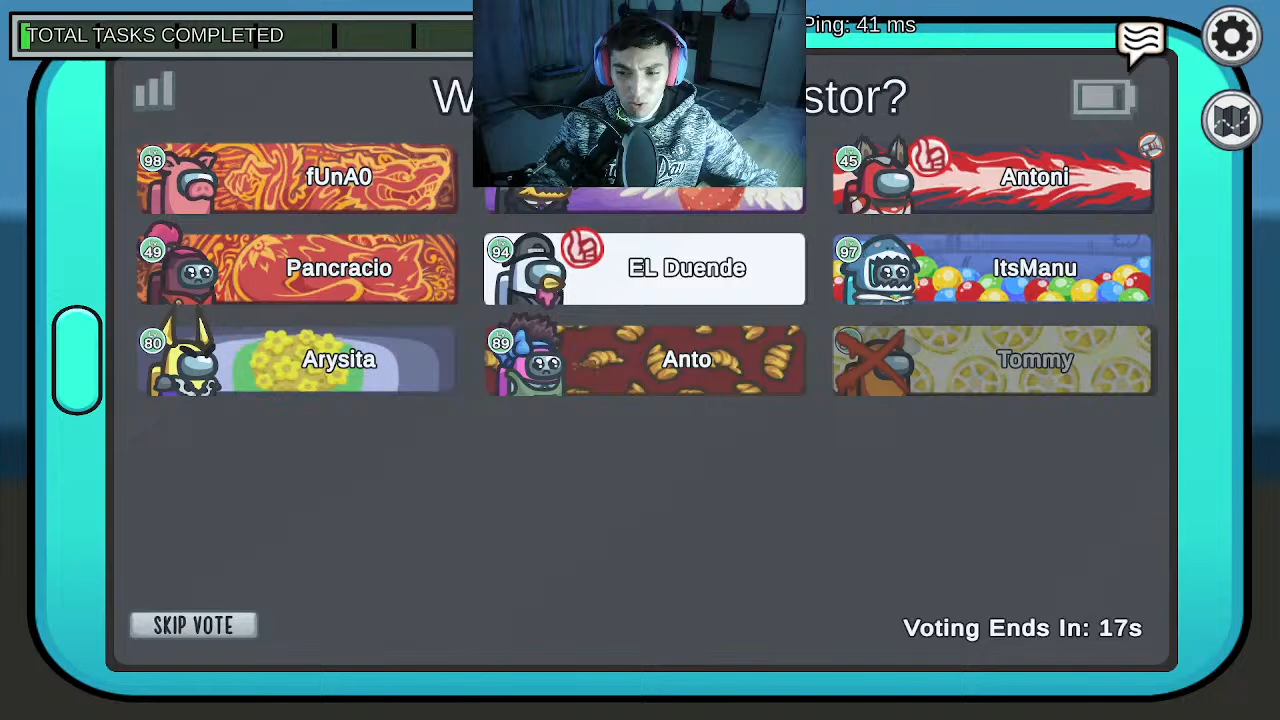 TOTAL TASKS COMPLETED
Ping: 41 ms
W stor?
98 fUnA0
45 Antoni
49 Pancracio
94 EL Duende
97 ItsManu
80 Arysita
89 Anto
Tommy
SKIP VOTE
Voting Ends In: 17s